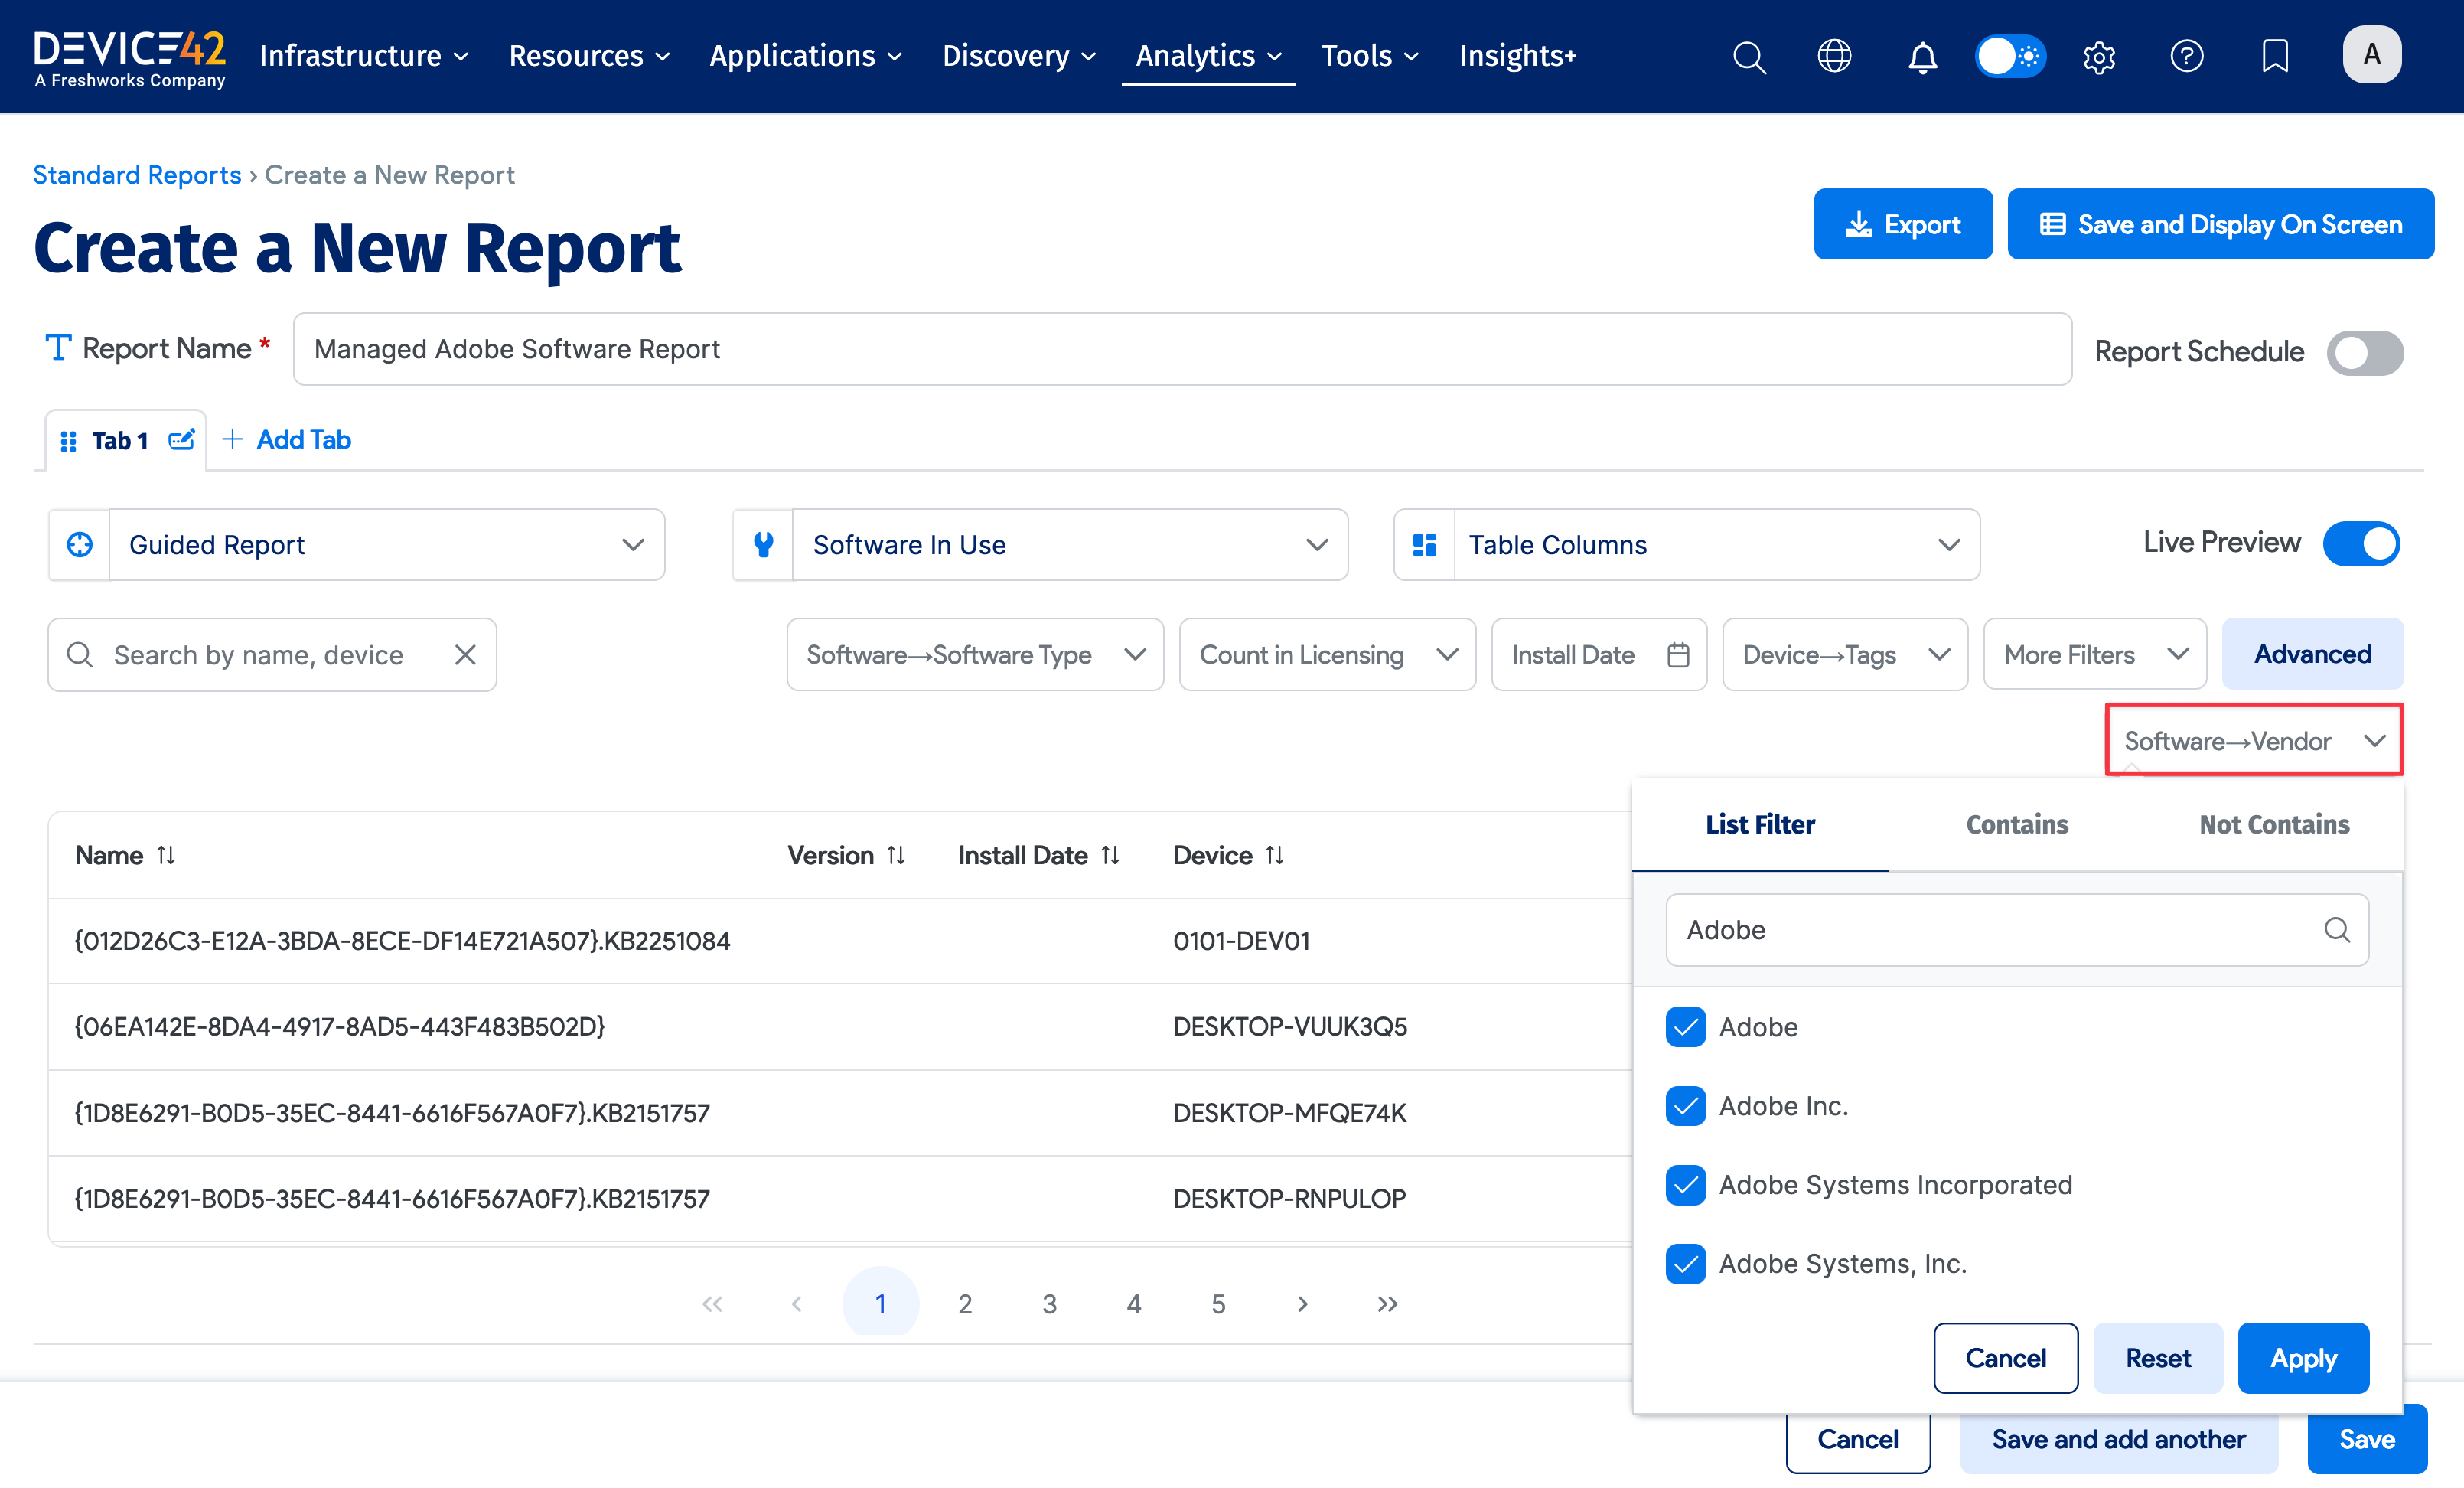 DEVICE42
A Freshworks Company
Infrastructure Resources Applications Discovery Analytics Tools Insights+
A
Standard Reports › Create a New Report
Create a New Report
Export
Save and Display On Screen
Report Name *
Managed Adobe Software Report
Report Schedule
Tab 1
+ Add Tab
Guided Report
Software In Use
Table Columns
Live Preview
Search by name, device
Software→Software Type
Count in Licensing
Install Date
Device→Tags
More Filters
Advanced
Software→Vendor
List Filter Contains Not Contains
Adobe
Adobe
Adobe Inc.
Adobe Systems Incorporated
Adobe Systems, Inc.
Cancel Reset Apply
Name Version Install Date Device
{012D26C3-E12A-3BDA-8ECE-DF14E721A507}.KB2251084 0101-DEV01
{06EA142E-8DA4-4917-8AD5-443F483B502D} DESKTOP-VUUK3Q5
{1D8E6291-B0D5-35EC-8441-6616F567A0F7}.KB2151757 DESKTOP-MFQE74K
{1D8E6291-B0D5-35EC-8441-6616F567A0F7}.KB2151757 DESKTOP-RNPULOP
« ‹ 1 2 3 4 5 › »
Cancel Save and add another Save